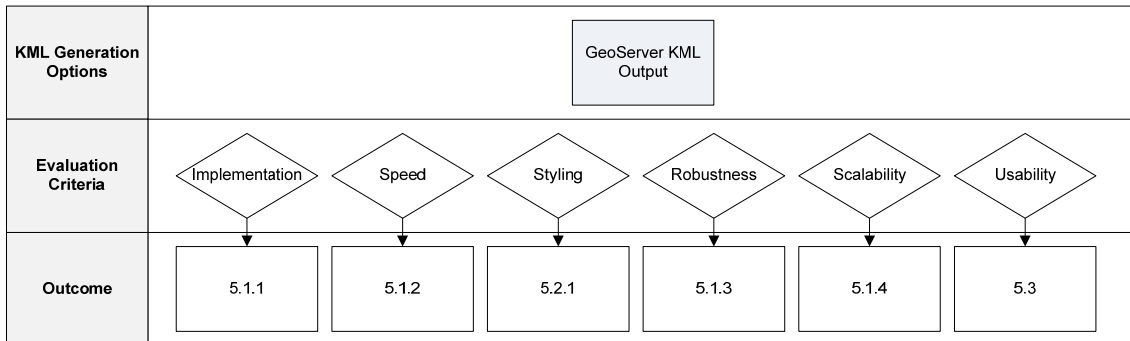 KML Generation
Options
GeoServer KML
Output
Evaluation
Criteria
Implementation
Speed
Styling
Robustness
Scalability
Usability
Outcome
5.1.1
5.1.2
5.2.1
5.1.3
5.1.4
5.3